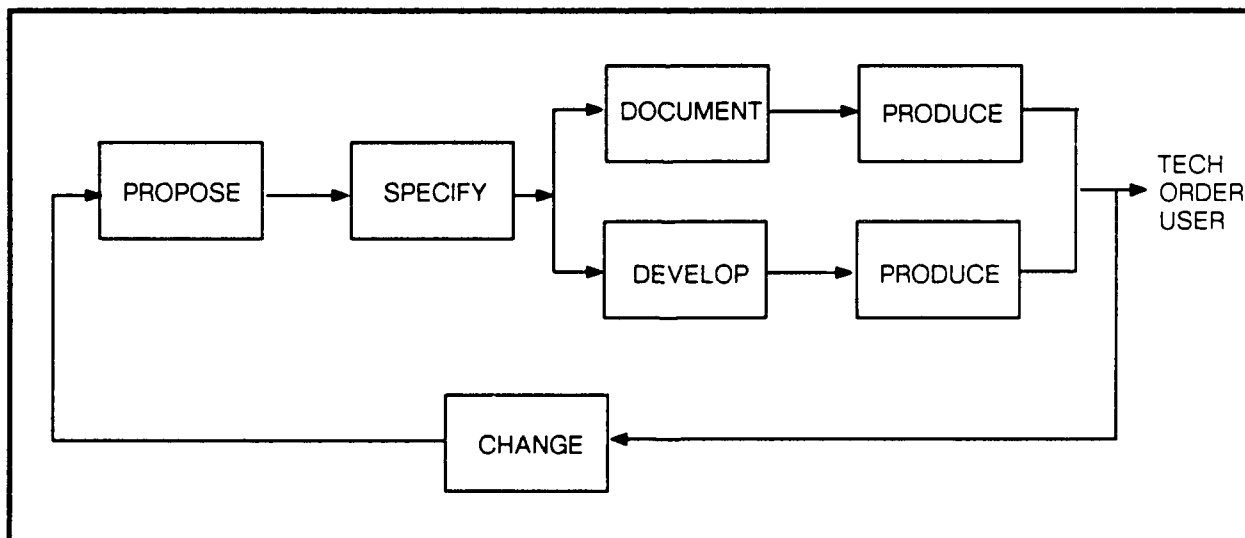 DOCUMENT
PRODUCE
PROPOSE
SPECIFY
TECH
ORDER
USER
DEVELOP
PRODUCE
CHANGE